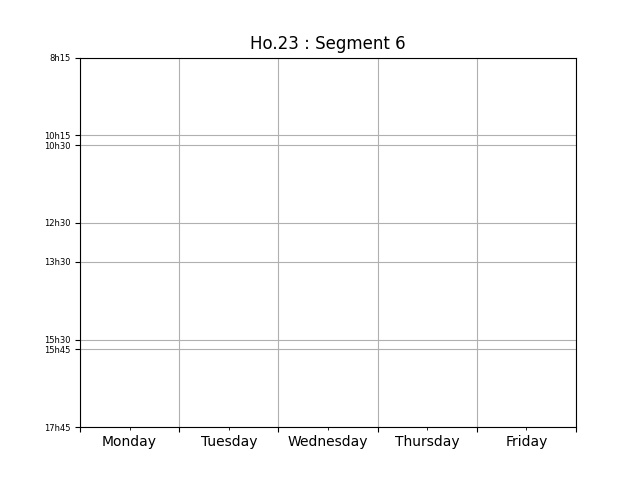 Ho.23 : Segment 6
8h15
10h15
10h30
12h30
13h30
15h30
15h45
17h45
Monday Tuesday Wednesday Thursday Friday